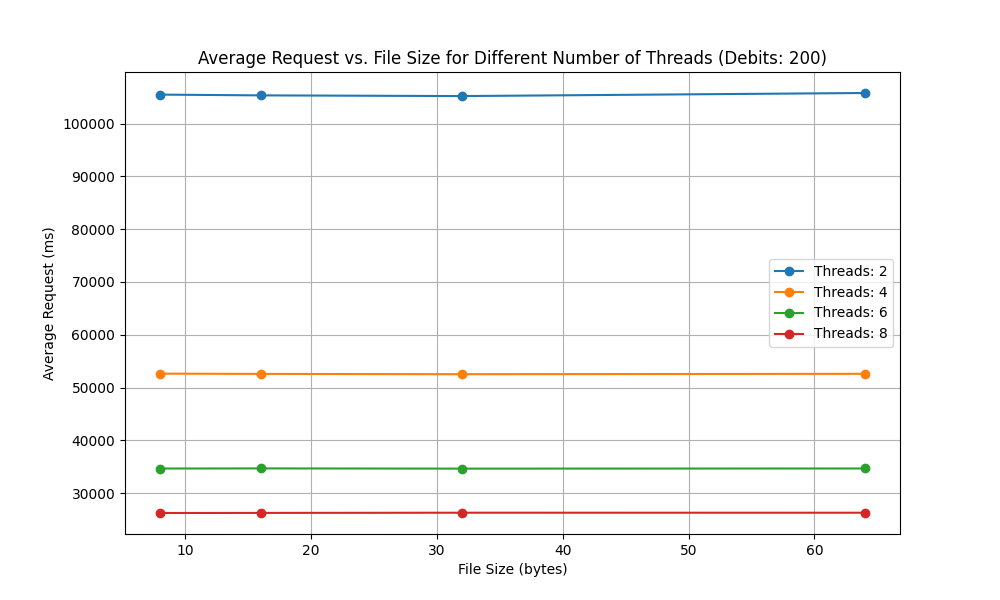 Average Request vs. File Size for Different Number of Threads (Debits: 200)
Average Request (ms)
100000
90000
80000
70000
60000
50000
40000
30000
Threads: 2
Threads: 4
Threads: 6
Threads: 8
10 20 30 40 50 60
File Size (bytes)